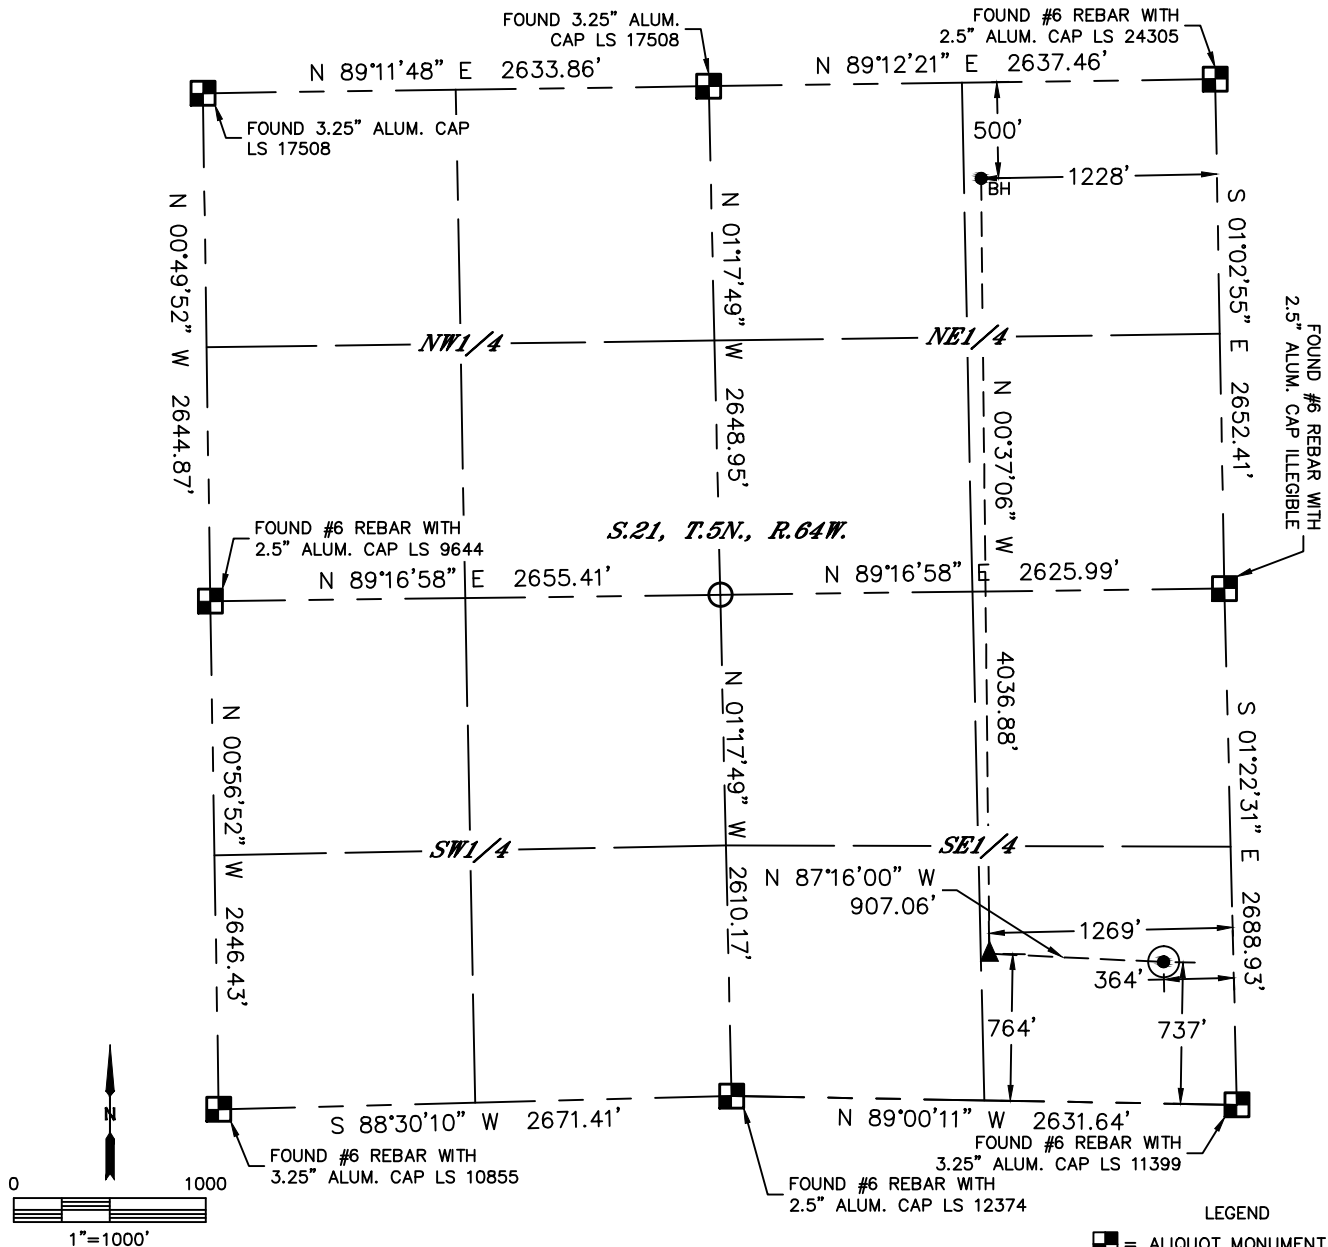 FOUND 3.25” ALUM.
CAP LS 17508
FOUND #6 REBAR WITH
2.5” ALUM. CAP LS 24305
N 89°11'48” E 2633.86'
N 89°12'21” E 2637.46'
FOUND 3.25” ALUM. CAP
LS 17508
500'
1228'
BH
N 00°49'52” W 2644.87'
N 01°17'49” W 2648.95'
S 01°02'55” E 2652.41'
FOUND #6 REBAR WITH
2.5” ALUM. CAP ILLEGIBLE
NW1/4
NE1/4
N 00°37'06” W 4036.88'
S.21, T.5N., R.64W.
FOUND #6 REBAR WITH
2.5” ALUM. CAP LS 9644
N 89°16'58” E 2655.41'
N 89°16'58” E 2625.99'
N 00°56'52” W 2646.43'
N 01°17'49” W 2610.17'
S 01°22'31” E 2688.93'
SW1/4
SE1/4
N 87°16'00” W
907.06'
1269'
364'
764'
737'
S 88°30'10” W 2671.41'
N 89°00'11” W 2631.64'
FOUND #6 REBAR WITH
3.25” ALUM. CAP LS 11399
FOUND #6 REBAR WITH
3.25” ALUM. CAP LS 10855
FOUND #6 REBAR WITH
2.5” ALUM. CAP LS 12374
N
0 1000
1”=1000'
LEGEND
= ALIQUOT MONUMENT